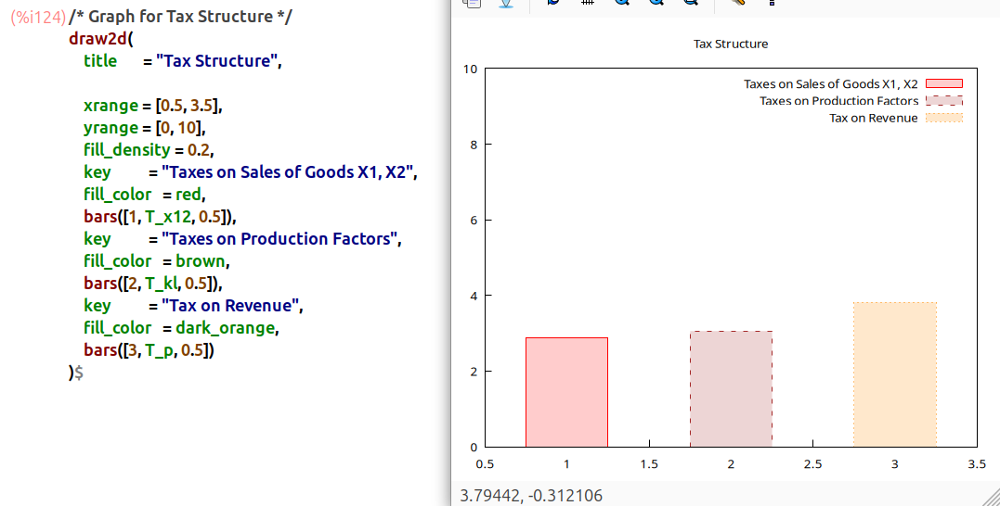 (%i124) /* Graph for Tax Structure */
draw2d(
title = "Tax Structure",
xrange = [0.5, 3.5],
yrange = [0, 10],
fill_density = 0.2,
key = "Taxes on Sales of Goods X1, X2",
fill_color = red,
bars([1, T_x12, 0.5]),
key = "Taxes on Production Factors",
fill_color = brown,
bars([2, T_kl, 0.5]),
key = "Tax on Revenue",
fill_color = dark_orange,
bars([3, T_p, 0.5])
)$
Tax Structure
Taxes on Sales of Goods X1, X2
Taxes on Production Factors
Tax on Revenue
10
8
6
4
2
0
0.5 1 1.5 2 2.5 3 3.5
3.79442, -0.312106